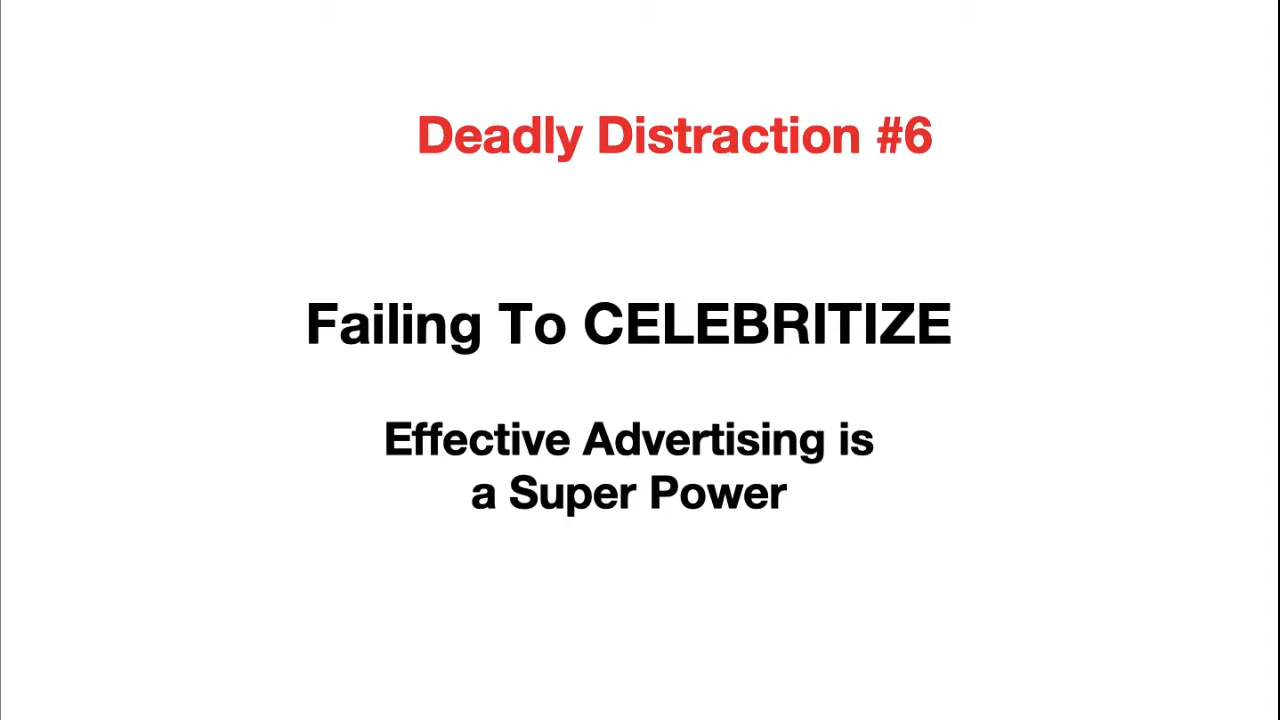 Deadly Distraction #6
Failing To CELEBRITIZE
Effective Advertising is
a Super Power